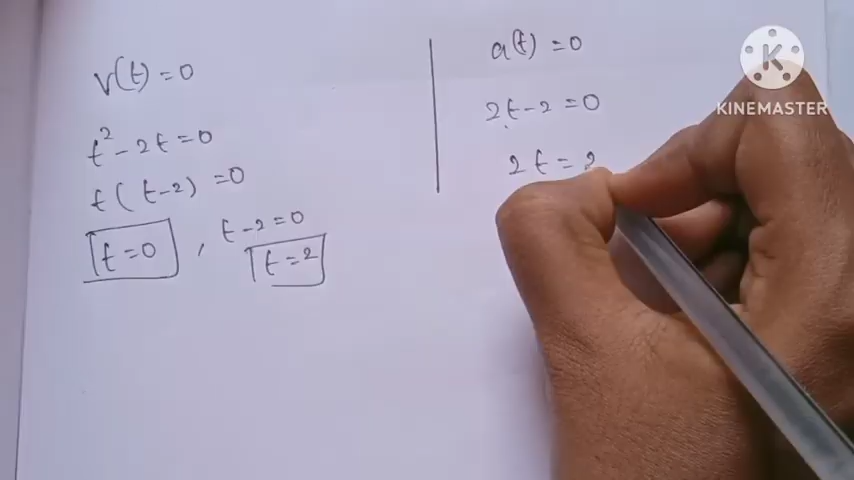 v(t) = 0
t² - 2t = 0
t ( t-2) = 0
t = 0 , t-2 = 0
t = 2
a(t) = 0
2t - 2 = 0
2t = 2
K
KINEMASTER